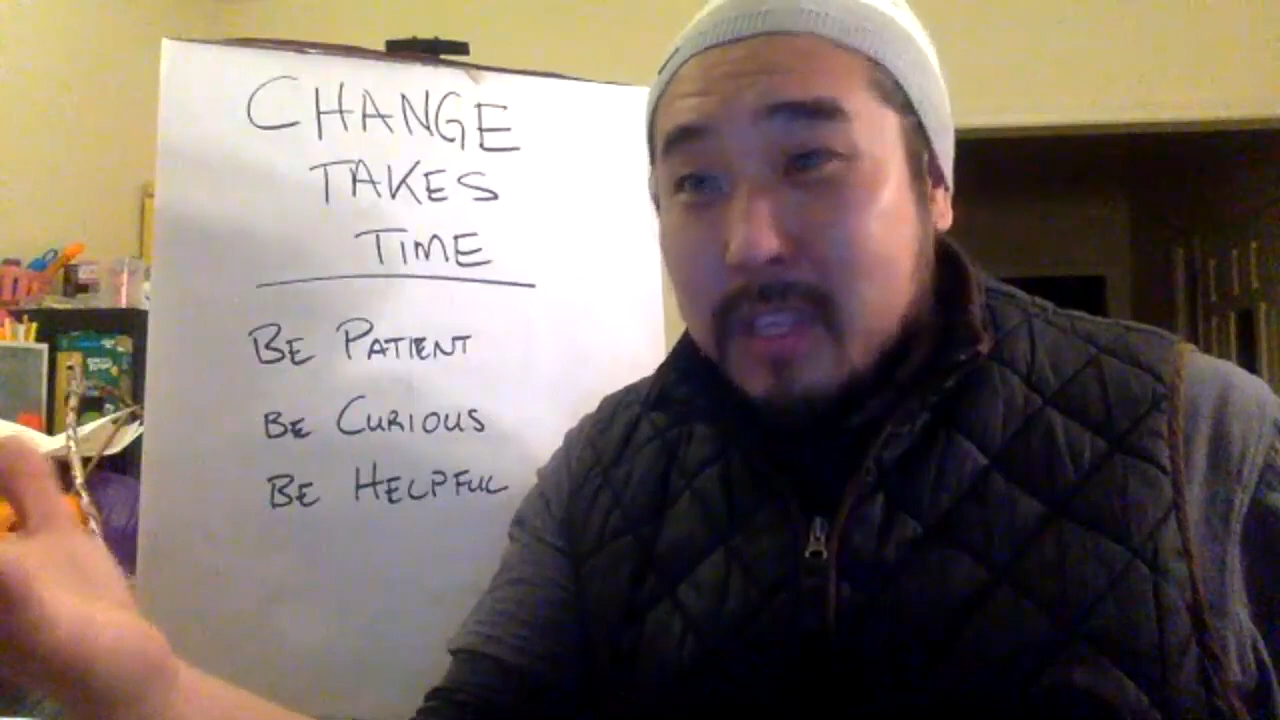 CHANGE
TAKES
TIME
BE PATIENT
BE CURIOUS
BE HELPFUL